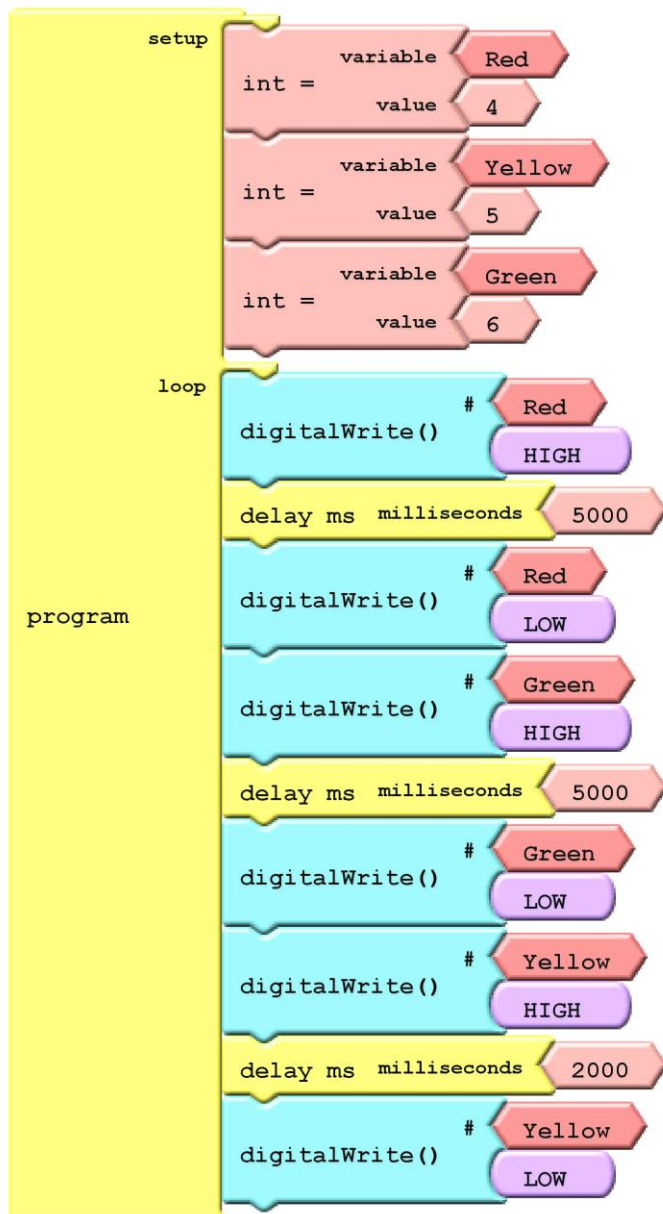 setup
int =
variable Red
value 4
int =
variable Yellow
value 5
int =
variable Green
value 6
loop
digitalWrite()
# Red
HIGH
delay ms milliseconds 5000
digitalWrite()
# Red
LOW
program
digitalWrite()
# Green
HIGH
delay ms milliseconds 5000
digitalWrite()
# Green
LOW
digitalWrite()
# Yellow
HIGH
delay ms milliseconds 2000
digitalWrite()
# Yellow
LOW